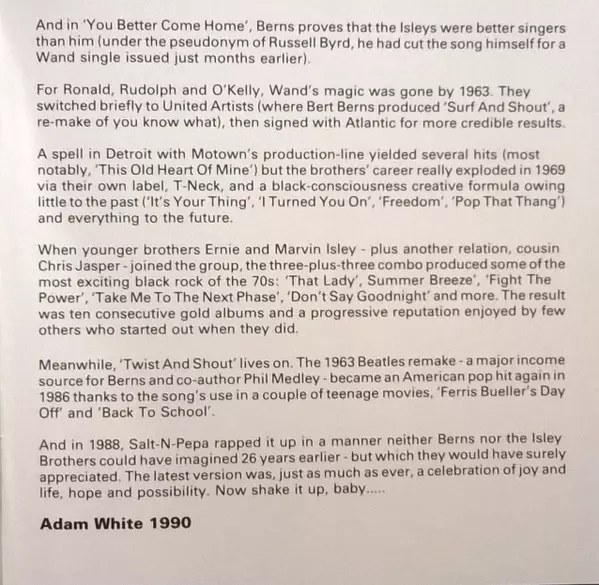 And in 'You Better Come Home', Berns proves that the Isleys were better singers
than him (under the pseudonym of Russell Byrd, he had cut the song himself for a
Wand single issued just months earlier).
For Ronald, Rudolph and O'Kelly, Wand's magic was gone by 1963. They
switched briefly to United Artists (where Bert Berns produced 'Surf And Shout', a
re-make of you know what), then signed with Atlantic for more credible results.
A spell in Detroit with Motown's production-line yielded several hits (most
notably, 'This Old Heart Of Mine') but the brothers' career really exploded in 1969
via their own label, T-Neck, and a black-consciousness creative formula owing
little to the past ('It's Your Thing', 'I Turned You On', 'Freedom', 'Pop That Thang')
and everything to the future.
When younger brothers Ernie and Marvin Isley - plus another relation, cousin
Chris Jasper - joined the group, the three-plus-three combo produced some of the
most exciting black rock of the 70s: 'That Lady', Summer Breeze', 'Fight The
Power', 'Take Me To The Next Phase', 'Don't Say Goodnight' and more. The result
was ten consecutive gold albums and a progressive reputation enjoyed by few
others who started out when they did.
Meanwhile, 'Twist And Shout' lives on. The 1963 Beatles remake - a major income
source for Berns and co-author Phil Medley - became an American pop hit again in
1986 thanks to the song's use in a couple of teenage movies, 'Ferris Bueller's Day
Off' and 'Back To School'.
And in 1988, Salt-N-Pepa rapped it up in a manner neither Berns nor the Isley
Brothers could have imagined 26 years earlier - but which they would have surely
appreciated. The latest version was, just as much as ever, a celebration of joy and
life, hope and possibility. Now shake it up, baby.....
Adam White 1990